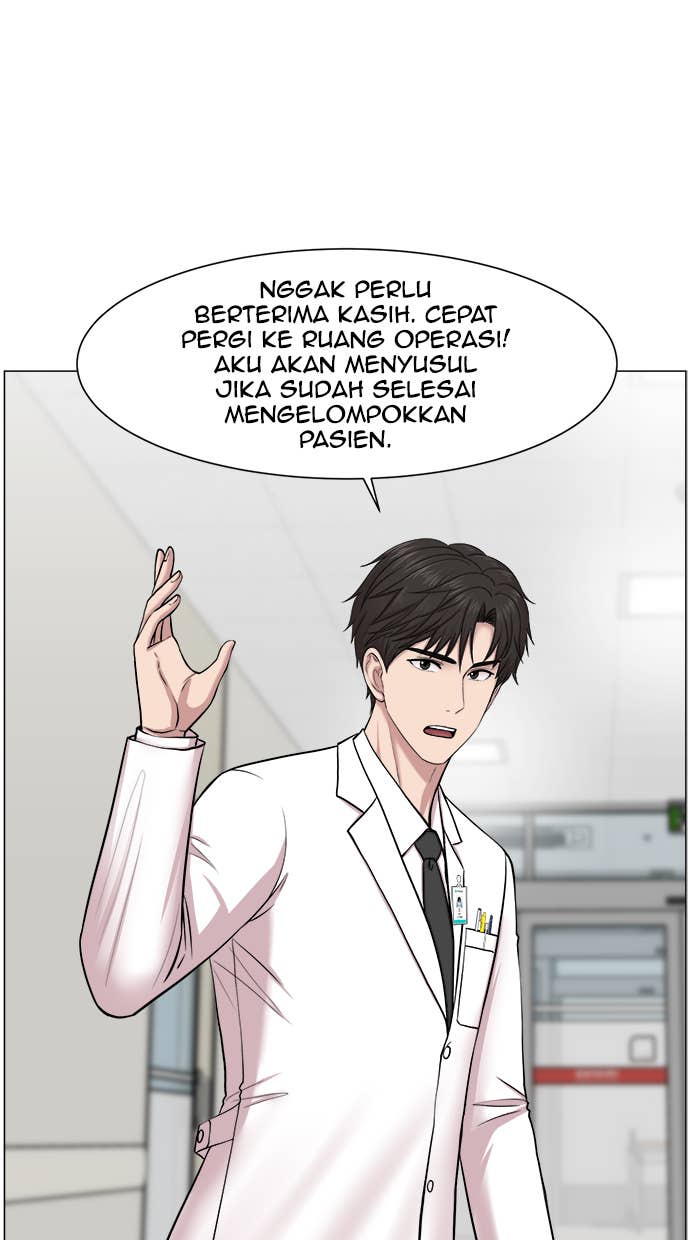 NGGAK PERLU
BERTERIMA KASIH. CEPAT
PERGI KE RUANG OPERASI!
AKU AKAN MENYUSUL
JIKA SUDAH SELESAI
MENGELOMPOKKAN
PASIEN.